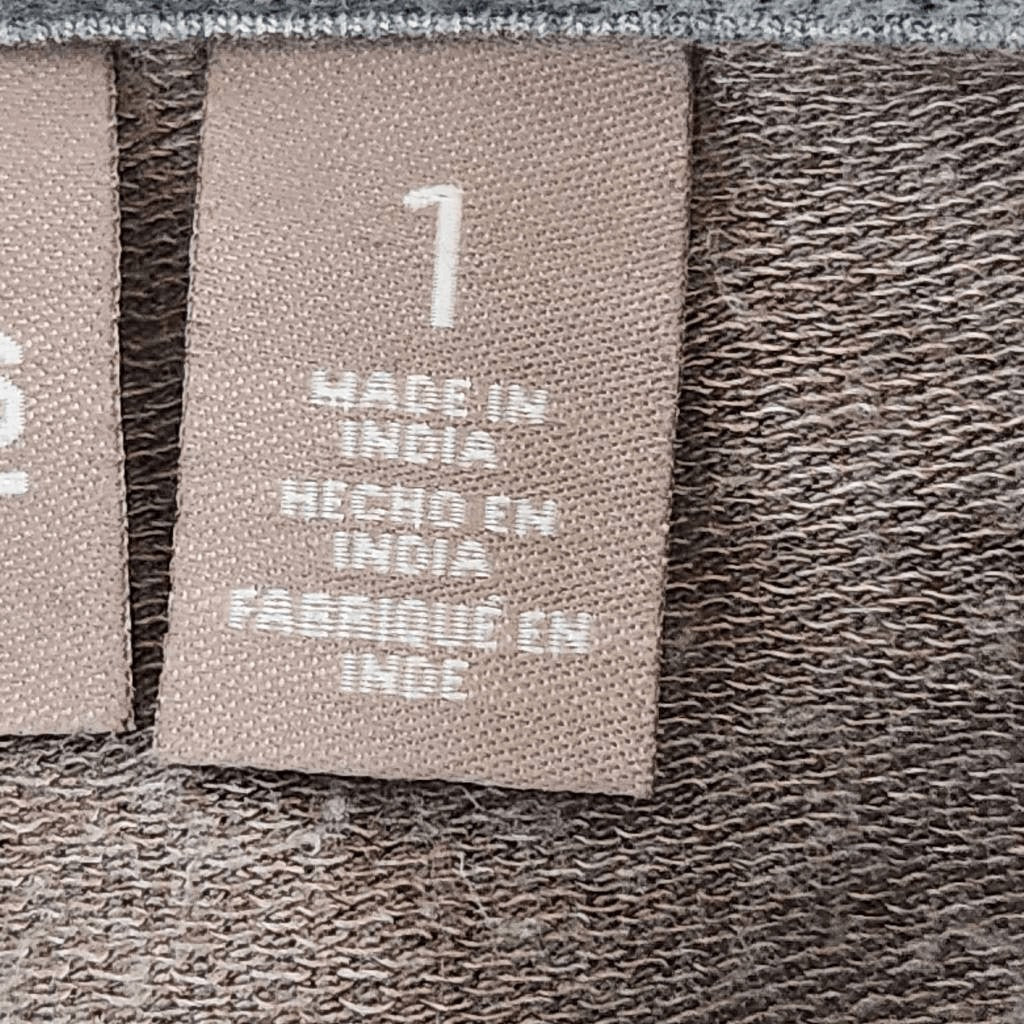 1
MADE IN
INDIA
HECHO EN
INDIA
FABRIQUÉ EN
INDE